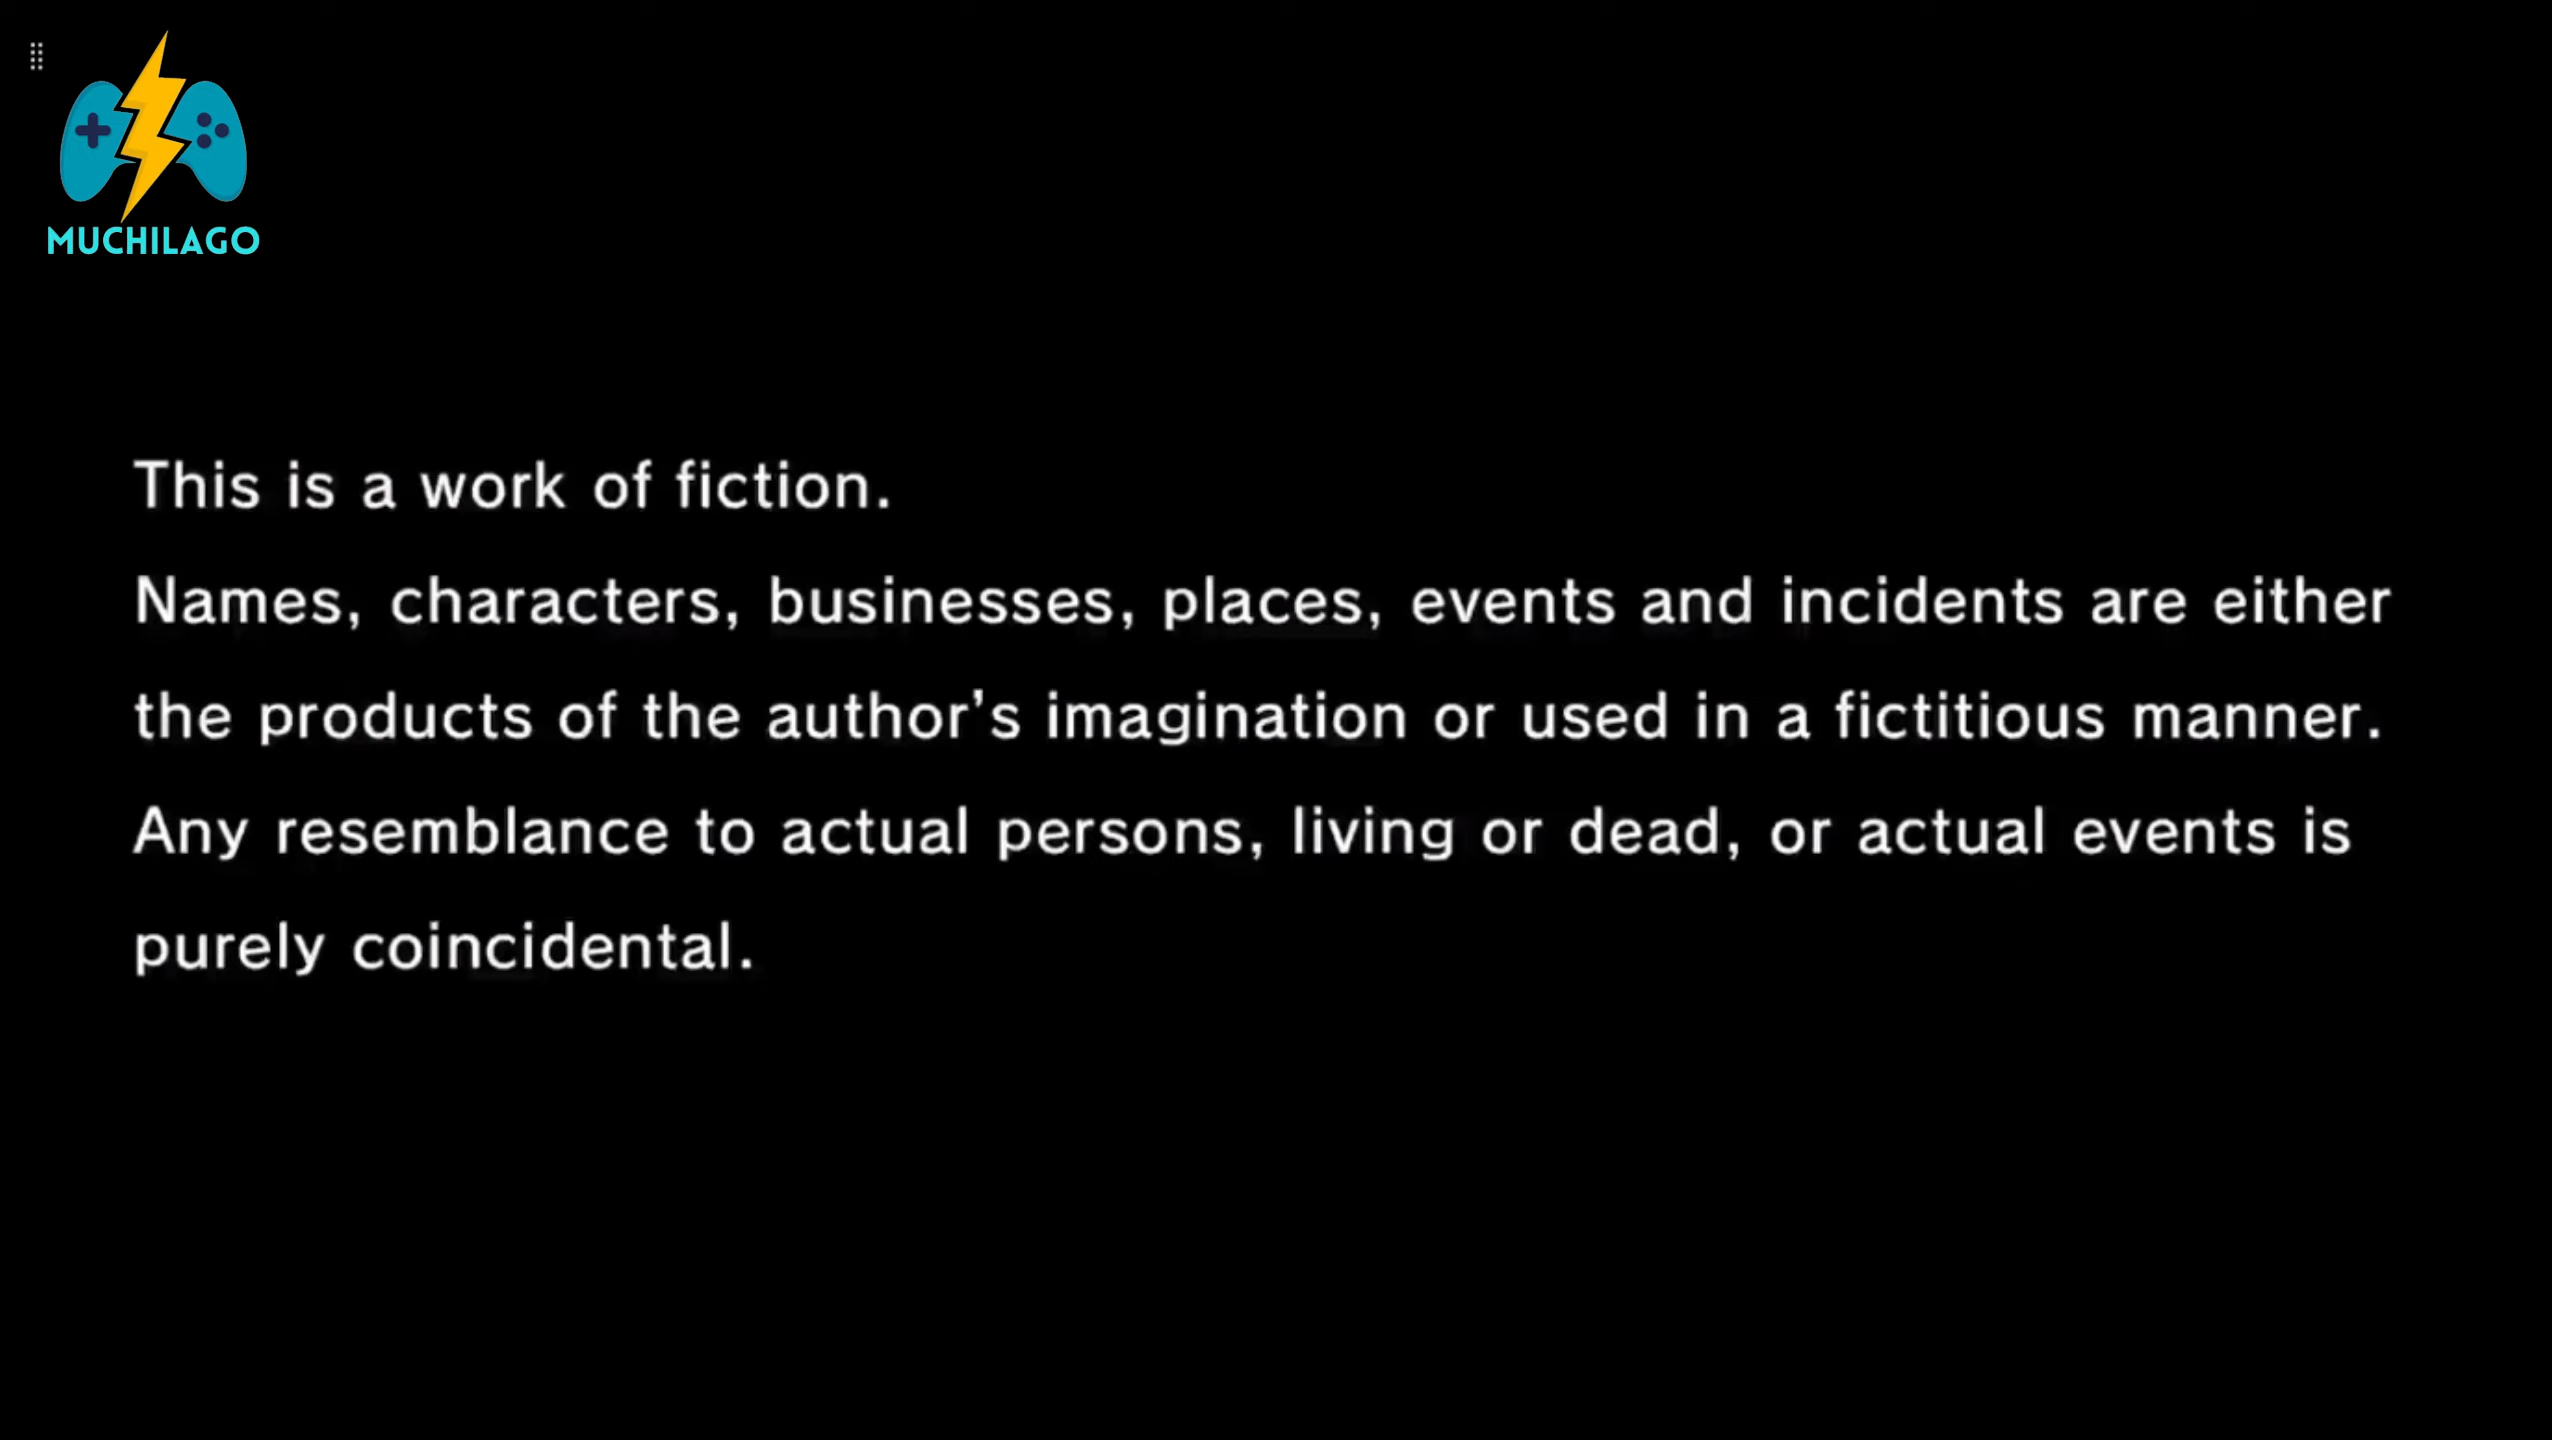 MUCHILAGO
This is a work of fiction.
Names, characters, businesses, places, events and incidents are either
the products of the author's imagination or used in a fictitious manner.
Any resemblance to actual persons, living or dead, or actual events is
purely coincidental.